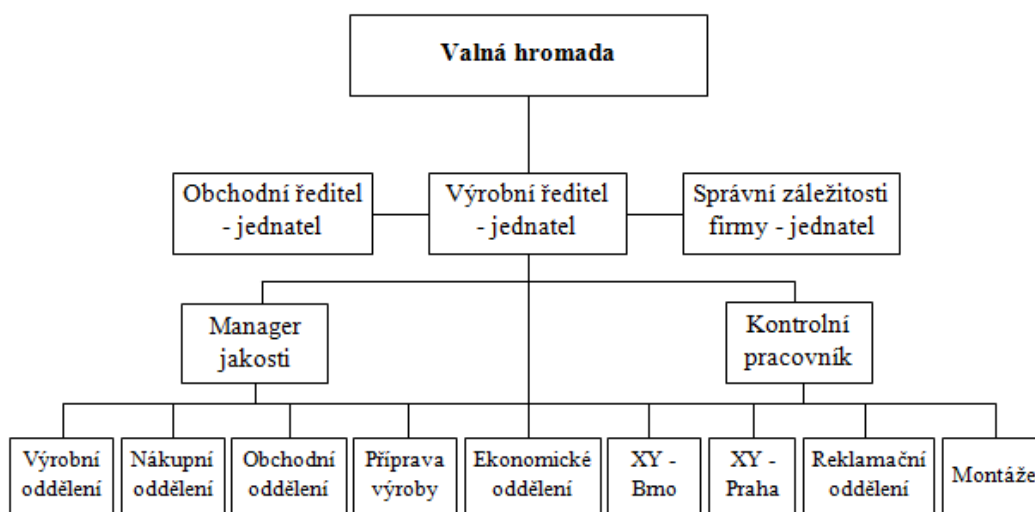 Valná hromada
Obchodní ředitel
- jednatel
Výrobní ředitel
- jednatel
Správní záležitosti
firmy - jednatel
Manager
jakosti
Kontrolní
pracovník
Výrobní
oddělení
Nákupní
oddělení
Obchodní
oddělení
Příprava
výroby
Ekonomické
oddělení
XY -
Brno
XY -
Praha
Reklamační
oddělení
Montáže